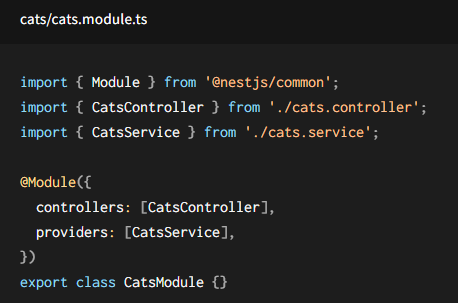 cats/cats.module.ts
import { Module } from '@nestjs/common';
import { CatsController } from './cats.controller';
import { CatsService } from './cats.service';
@Module({
  controllers: [CatsController],
  providers: [CatsService],
})
export class CatsModule {}